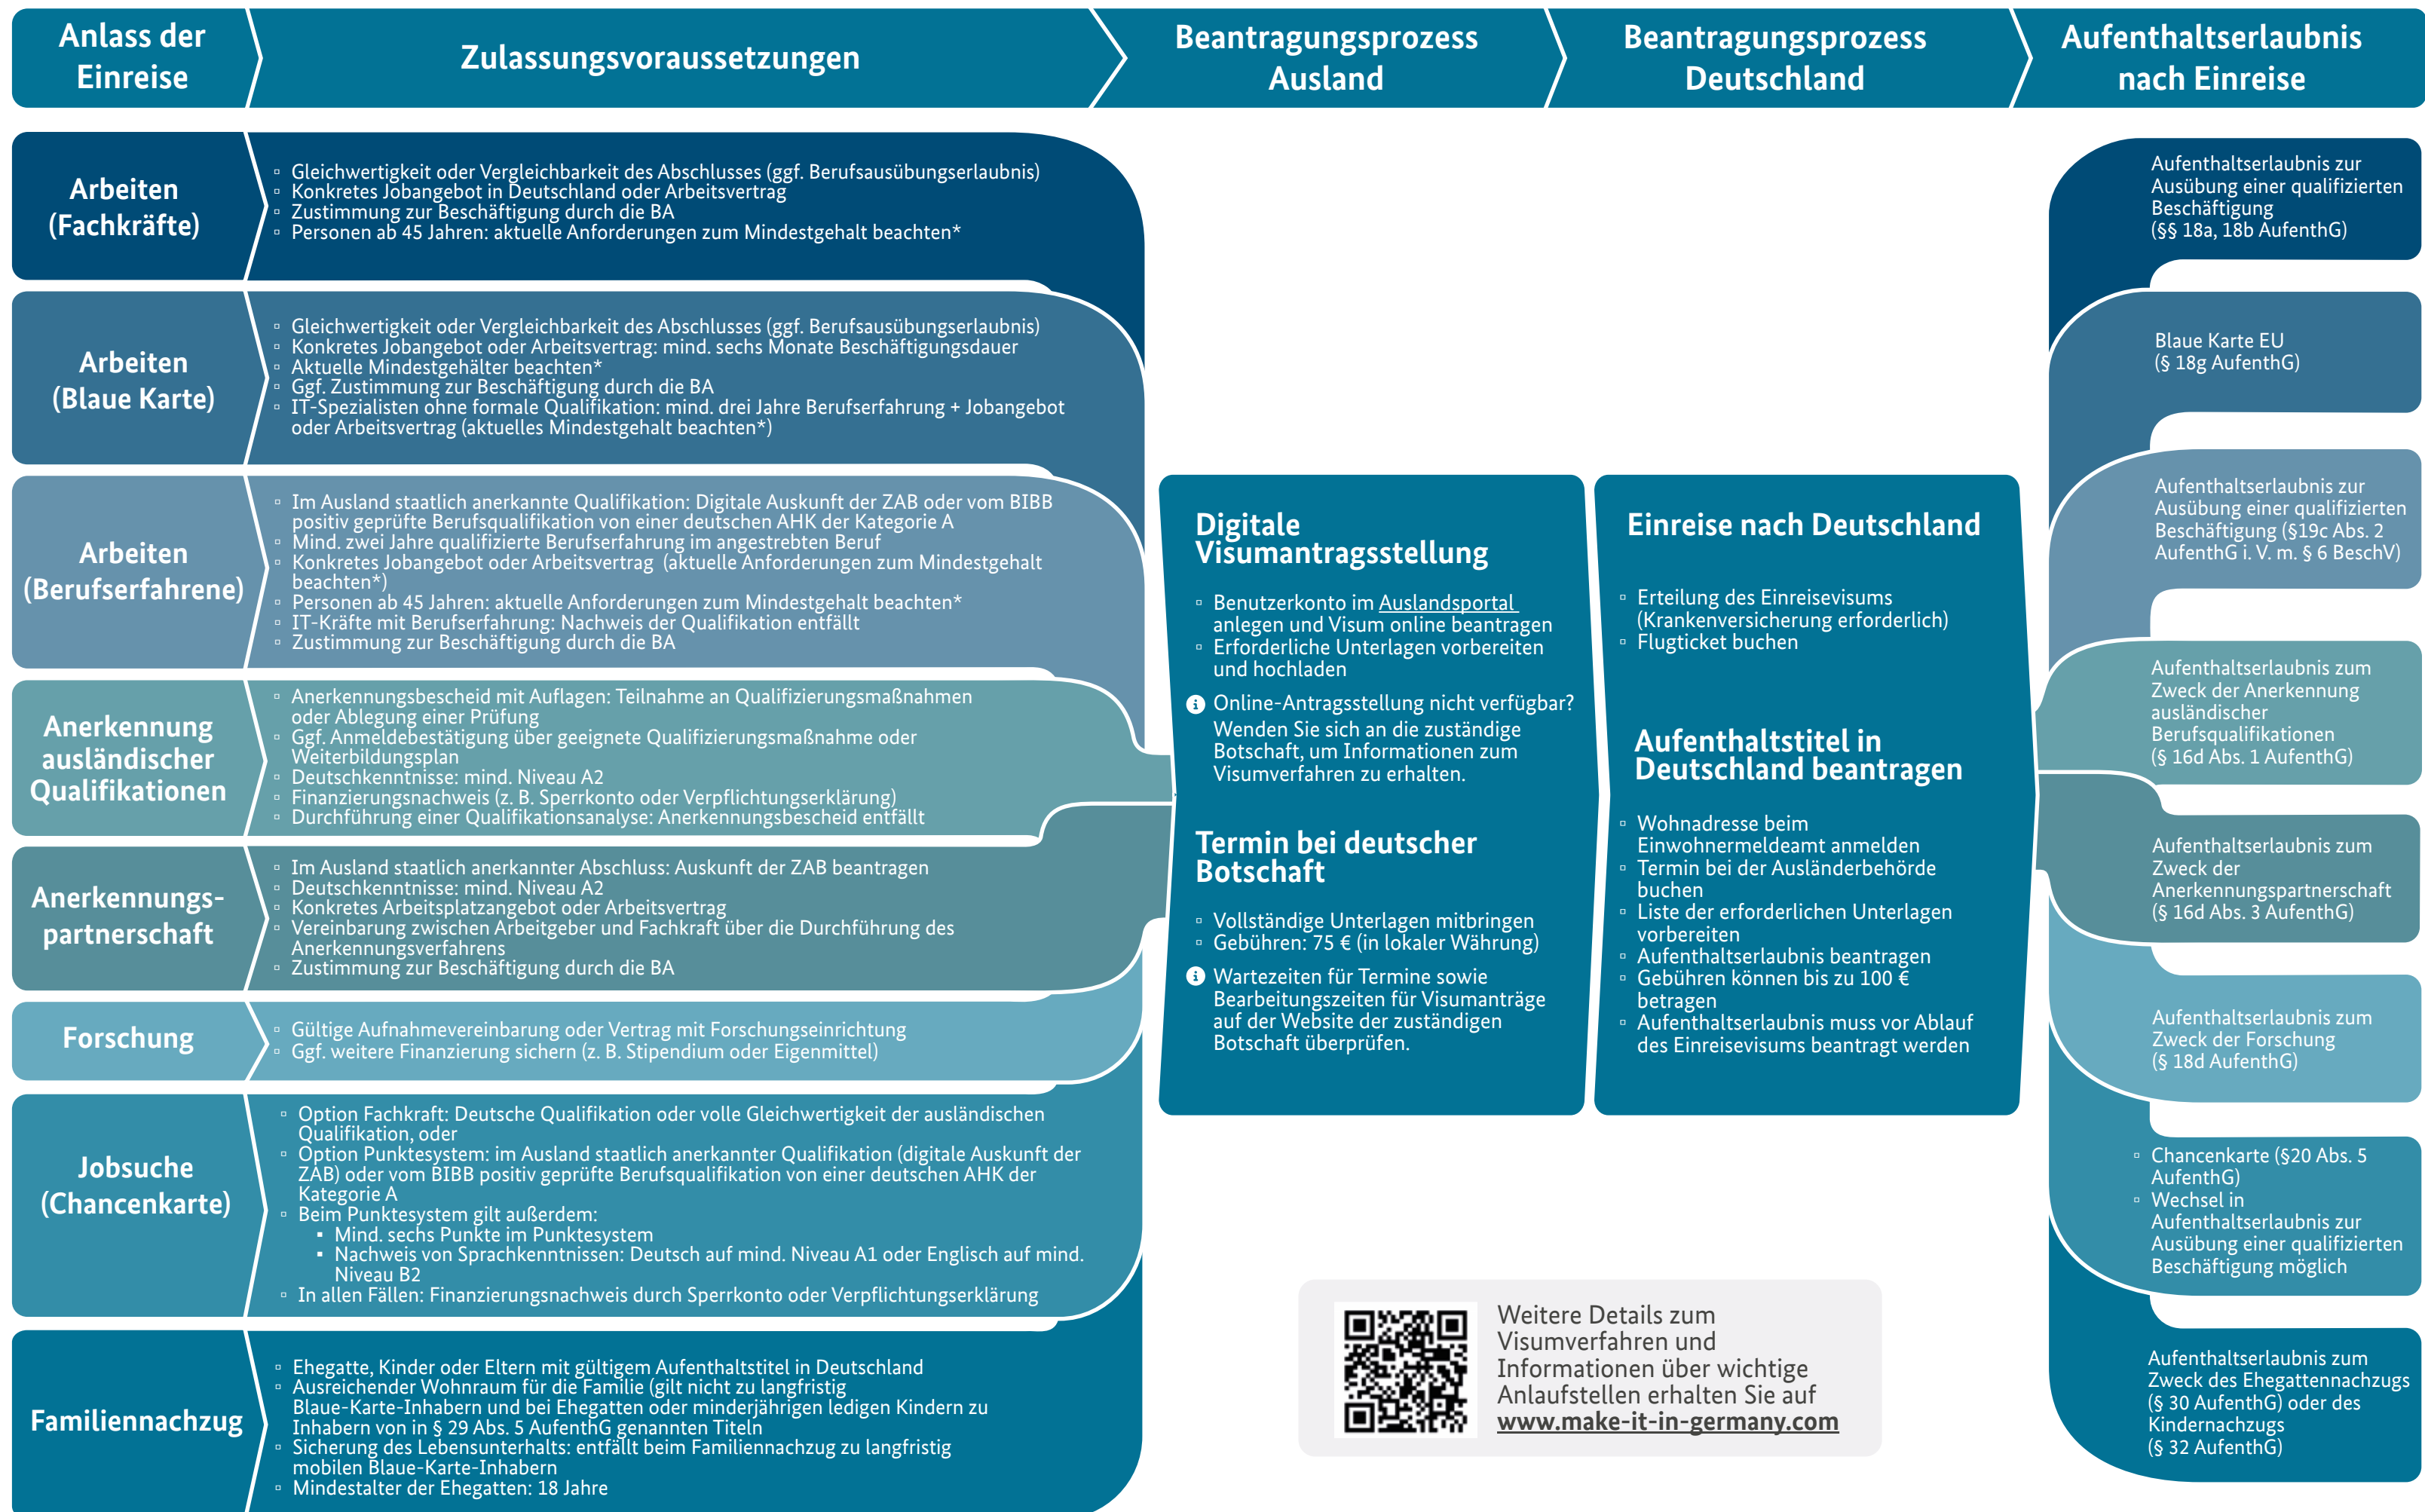 Anlass der
Einreise
Zulassungsvoraussetzungen
Beantragungsprozess
Ausland
Beantragungsprozess
Deutschland
Aufenthaltserlaubnis
nach Einreise
Arbeiten
(Fachkräfte)
▫ Gleichwertigkeit oder Vergleichbarkeit des Abschlusses (ggf. Berufsausübungserlaubnis)
▫ Konkretes Jobangebot in Deutschland oder Arbeitsvertrag
▫ Zustimmung zur Beschäftigung durch die BA
▫ Personen ab 45 Jahren: aktuelle Anforderungen zum Mindestgehalt beachten*
Arbeiten
(Blaue Karte)
▫ Gleichwertigkeit oder Vergleichbarkeit des Abschlusses (ggf. Berufsausübungserlaubnis)
▫ Konkretes Jobangebot oder Arbeitsvertrag: mind. sechs Monate Beschäftigungsdauer
▫ Aktuelle Mindestgehälter beachten*
▫ Ggf. Zustimmung zur Beschäftigung durch die BA
▫ IT-Spezialisten ohne formale Qualifikation: mind. drei Jahre Berufserfahrung + Jobangebot
oder Arbeitsvertrag (aktuelles Mindestgehalt beachten*)
Arbeiten
(Berufserfahrene)
▫ Im Ausland staatlich anerkannte Qualifikation: Digitale Auskunft der ZAB oder vom BIBB
positiv geprüfte Berufsqualifikation von einer deutschen AHK der Kategorie A
▫ Mind. zwei Jahre qualifizierte Berufserfahrung im angestrebten Beruf
▫ Konkretes Jobangebot oder Arbeitsvertrag (aktuelle Anforderungen zum Mindestgehalt
beachten*)
▫ Personen ab 45 Jahren: aktuelle Anforderungen zum Mindestgehalt beachten*
▫ IT-Kräfte mit Berufserfahrung: Nachweis der Qualifikation entfällt
▫ Zustimmung zur Beschäftigung durch die BA
Anerkennung
ausländischer
Qualifikationen
▫ Anerkennungsbescheid mit Auflagen: Teilnahme an Qualifizierungsmaßnahmen
oder Ablegung einer Prüfung
▫ Ggf. Anmeldebestätigung über geeignete Qualifizierungsmaßnahme oder
Weiterbildungsplan
▫ Deutschkenntnisse: mind. Niveau A2
▫ Finanzierungsnachweis (z. B. Sperrkonto oder Verpflichtungserklärung)
▫ Durchführung einer Qualifikationsanalyse: Anerkennungsbescheid entfällt
Anerkennungs-
partnerschaft
▫ Im Ausland staatlich anerkannter Abschluss: Auskunft der ZAB beantragen
▫ Deutschkenntnisse: mind. Niveau A2
▫ Konkretes Arbeitsplatzangebot oder Arbeitsvertrag
▫ Vereinbarung zwischen Arbeitgeber und Fachkraft über die Durchführung des
Anerkennungsverfahrens
▫ Zustimmung zur Beschäftigung durch die BA
Forschung
▫ Gültige Aufnahmevereinbarung oder Vertrag mit Forschungseinrichtung
▫ Ggf. weitere Finanzierung sichern (z. B. Stipendium oder Eigenmittel)
Jobsuche
(Chancenkarte)
▫ Option Fachkraft: Deutsche Qualifikation oder volle Gleichwertigkeit der ausländischen
Qualifikation, oder
▫ Option Punktesystem: im Ausland staatlich anerkannter Qualifikation (digitale Auskunft der
ZAB) oder vom BIBB positiv geprüfte Berufsqualifikation von einer deutschen AHK der
Kategorie A
▫ Beim Punktesystem gilt außerdem:
▪ Mind. sechs Punkte im Punktesystem
▪ Nachweis von Sprachkenntnissen: Deutsch auf mind. Niveau A1 oder Englisch auf mind.
Niveau B2
▫ In allen Fällen: Finanzierungsnachweis durch Sperrkonto oder Verpflichtungserklärung
Familiennachzug
▫ Ehegatte, Kinder oder Eltern mit gültigem Aufenthaltstitel in Deutschland
▫ Ausreichender Wohnraum für die Familie (gilt nicht zu langfristig
Blaue-Karte-Inhabern und bei Ehegatten oder minderjährigen ledigen Kindern zu
Inhabern von in § 29 Abs. 5 AufenthG genannten Titeln
▫ Sicherung des Lebensunterhalts: entfällt beim Familiennachzug zu langfristig
mobilen Blaue-Karte-Inhabern
▫ Mindestalter der Ehegatten: 18 Jahre
Digitale
Visumantragsstellung
▫ Benutzerkonto im Auslandsportal
anlegen und Visum online beantragen
▫ Erforderliche Unterlagen vorbereiten
und hochladen
i Online-Antragsstellung nicht verfügbar?
Wenden Sie sich an die zuständige
Botschaft, um Informationen zum
Visumverfahren zu erhalten.
Termin bei deutscher
Botschaft
▫ Vollständige Unterlagen mitbringen
▫ Gebühren: 75 € (in lokaler Währung)
i Wartezeiten für Termine sowie
Bearbeitungszeiten für Visumanträge
auf der Website der zuständigen
Botschaft überprüfen.
Einreise nach Deutschland
▫ Erteilung des Einreisevisums
(Krankenversicherung erforderlich)
▫ Flugticket buchen
Aufenthaltstitel in
Deutschland beantragen
▫ Wohnadresse beim
Einwohnermeldeamt anmelden
▫ Termin bei der Ausländerbehörde
buchen
▫ Liste der erforderlichen Unterlagen
vorbereiten
▫ Aufenthaltserlaubnis beantragen
▫ Gebühren können bis zu 100 €
betragen
▫ Aufenthaltserlaubnis muss vor Ablauf
des Einreisevisums beantragt werden
Aufenthaltserlaubnis zur
Ausübung einer qualifizierten
Beschäftigung
(§§ 18a, 18b AufenthG)
Blaue Karte EU
(§ 18g AufenthG)
Aufenthaltserlaubnis zur
Ausübung einer qualifizierten
Beschäftigung (§19c Abs. 2
AufenthG i. V. m. § 6 BeschV)
Aufenthaltserlaubnis zum
Zweck der Anerkennung
ausländischer
Berufsqualifikationen
(§ 16d Abs. 1 AufenthG)
Aufenthaltserlaubnis zum
Zweck der
Anerkennungspartnerschaft
(§ 16d Abs. 3 AufenthG)
Aufenthaltserlaubnis zum
Zweck der Forschung
(§ 18d AufenthG)
▫ Chancenkarte (§20 Abs. 5
AufenthG)
▫ Wechsel in
Aufenthaltserlaubnis zur
Ausübung einer qualifizierten
Beschäftigung möglich
Aufenthaltserlaubnis zum
Zweck des Ehegattennachzugs
(§ 30 AufenthG) oder des
Kindernachzugs
(§ 32 AufenthG)
Weitere Details zum
Visumverfahren und
Informationen über wichtige
Anlaufstellen erhalten Sie auf
www.make-it-in-germany.com